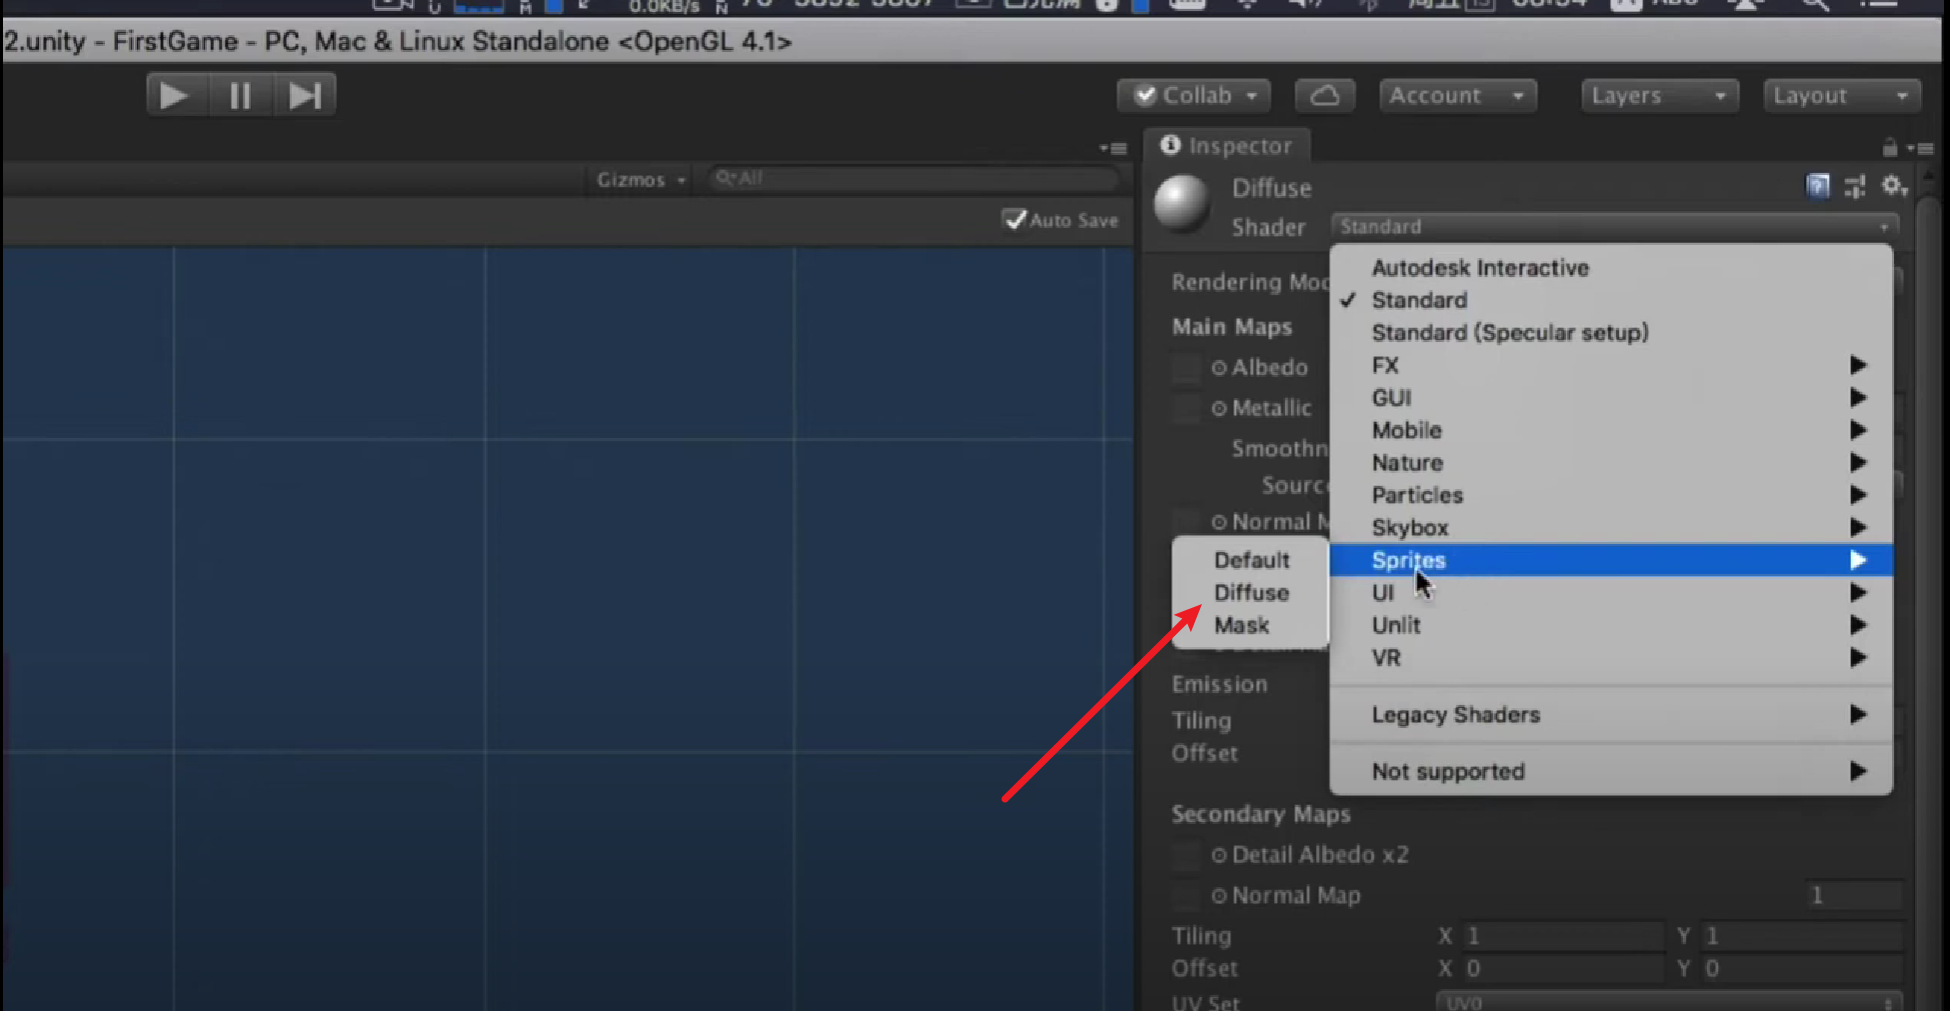 0.0KB/s
2.unity - FirstGame - PC, Mac & Linux Standalone <OpenGL 4.1>
Collab
Account
Layers
Layout
Inspector
Gizmos
All
Diffuse
Auto Save
Shader
Standard
Autodesk Interactive
Standard
Standard (Specular setup)
FX
GUI
Mobile
Nature
Particles
Skybox
Sprites
UI
Unlit
VR
Legacy Shaders
Not supported
Default
Diffuse
Mask
Rendering Mo
Main Maps
Albedo
Metallic
Smoothn
Source
Normal M
Emission
Tiling
Offset
Secondary Maps
Detail Albedo x2
Normal Map 1
Tiling X 1 Y 1
Offset X 0 Y 0
UV Set UV0